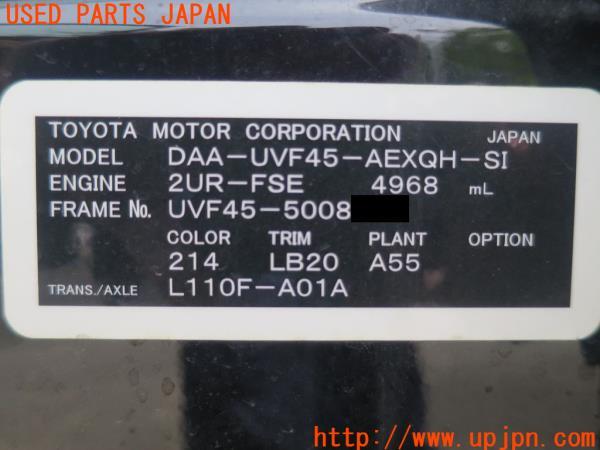 USED PARTS JAPAN
TOYOTA MOTOR CORPORATION JAPAN
MODEL DAA-UVF45-AEXQH-SI
ENGINE 2UR-FSE 4968 mL
FRAME No. UVF45-5008
COLOR TRIM PLANT OPTION
214 LB20 A55
TRANS./AXLE L110F-A01A
http://www.upjpn.com